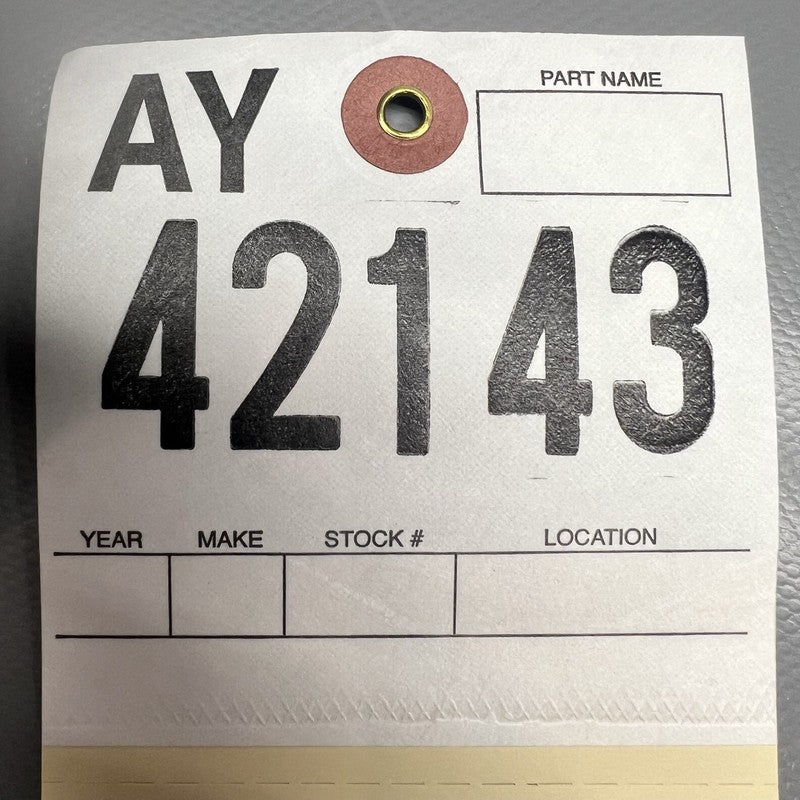 AY
PART NAME
42143
YEAR MAKE STOCK # LOCATION